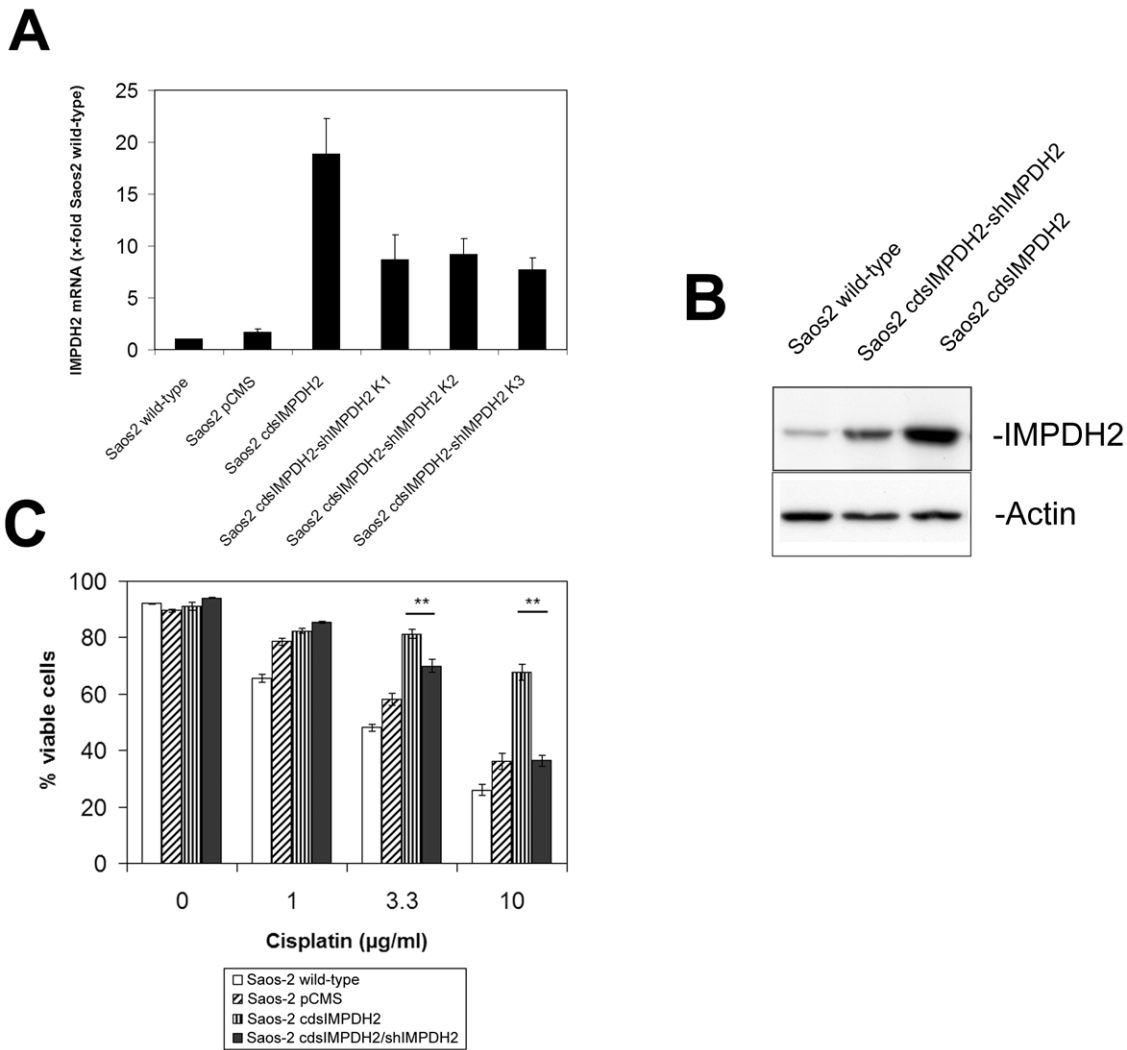 A
IMPDH2 mRNA (x-fold Saos2 wild-type)
25
20
15
10
5
0
Saos2 wild-type
Saos2 pCMS
Saos2 cdsIMPDH2
Saos2 cdsIMPDH2-shIMPDH2 K1
Saos2 cdsIMPDH2-shIMPDH2 K2
Saos2 cdsIMPDH2-shIMPDH2 K3
B
Saos2 wild-type
Saos2 cdsIMPDH2-shIMPDH2
Saos2 cdsIMPDH2
-IMPDH2
-Actin
C
% viable cells
100
80
60
40
20
0
** **
0 1 3.3 10
Cisplatin (µg/ml)
Saos-2 wild-type
Saos-2 pCMS
Saos-2 cdsIMPDH2
Saos-2 cdsIMPDH2/shIMPDH2